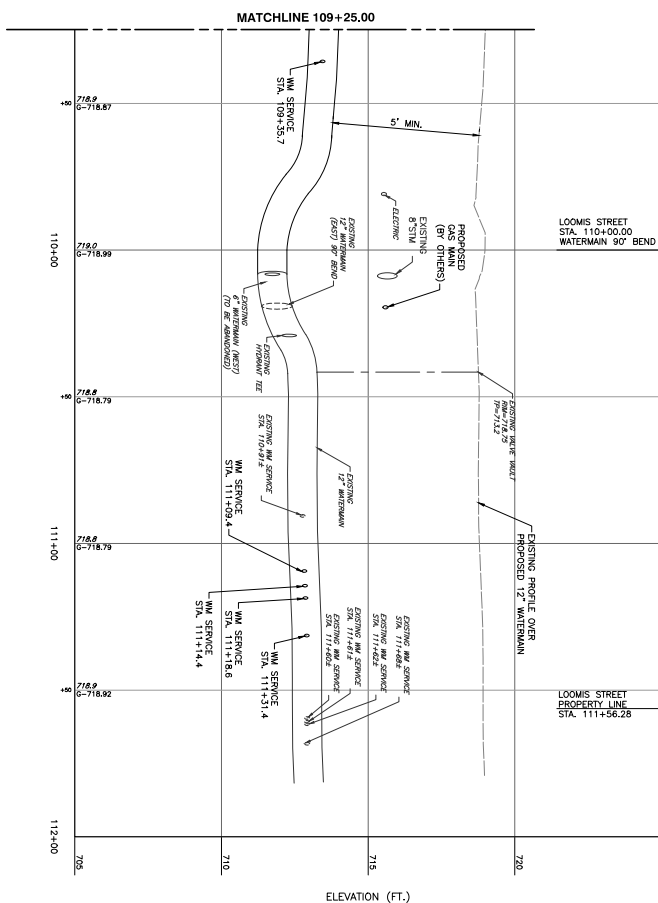 MATCHLINE 109+25.00
+50
718.9
G-718.87
WM SERVICE
STA. 109+35.7
5' MIN.
110+00
719.0
G-718.99
ELECTRIC
EXISTING
8"STM
PROPOSED
GAS MAIN
(BY OTHERS)
EXISTING
12" WATERMAIN
(EAST) 90° BEND
EXISTING
6" WATERMAIN (WEST)
(TO BE ABANDONED)
EXISTING
HYDRANT TEE
LOOMIS STREET
STA. 110+00.00
WATERMAIN 90° BEND
+50
718.8
G-718.79
EXISTING VALVE VAULT
RIM=718.75
TP=713.2
EXISTING WM SERVICE
STA. 110+91±
EXISTING
12" WATERMAIN
EXISTING PROFILE OVER
PROPOSED 12" WATERMAIN
111+00
718.8
G-718.79
WM SERVICE
STA. 111+09.4
WM SERVICE
STA. 111+14.4
WM SERVICE
STA. 111+18.6
WM SERVICE
STA. 111+31.4
EXISTING WM SERVICE
STA. 111+60±
EXISTING WM SERVICE
STA. 111+61±
EXISTING WM SERVICE
STA. 111+62±
EXISTING WM SERVICE
STA. 111+68±
+50
718.9
G-718.92
LOOMIS STREET
PROPERTY LINE
STA. 111+56.28
112+00
705
710
715
720
ELEVATION (FT.)